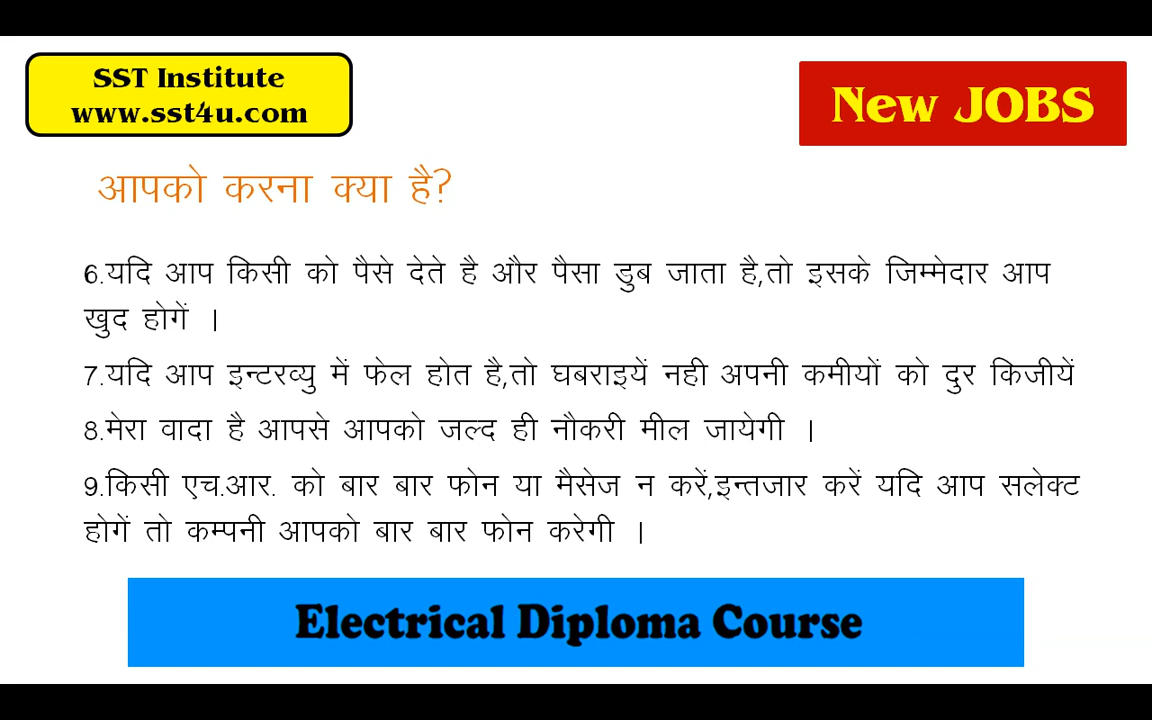 SST Institute
www.sst4u.com
New JOBS
आपको करना क्या है?
6.यदि आप किसी को पैसे देते है और पैसा डुब जाता है,तो इसके जिम्मेदार आप
खुद होगें ।
7.यदि आप इन्टरव्यु में फेल होत है,तो घबराइयें नही अपनी कमीयों को दुर किजीयें
8.मेरा वादा है आपसे आपको जल्द ही नौकरी मील जायेगी ।
9.किसी एच.आर. को बार बार फोन या मैसेज न करें,इन्तजार करें यदि आप सलेक्ट
होगें तो कम्पनी आपको बार बार फोन करेगी ।
Electrical Diploma Course